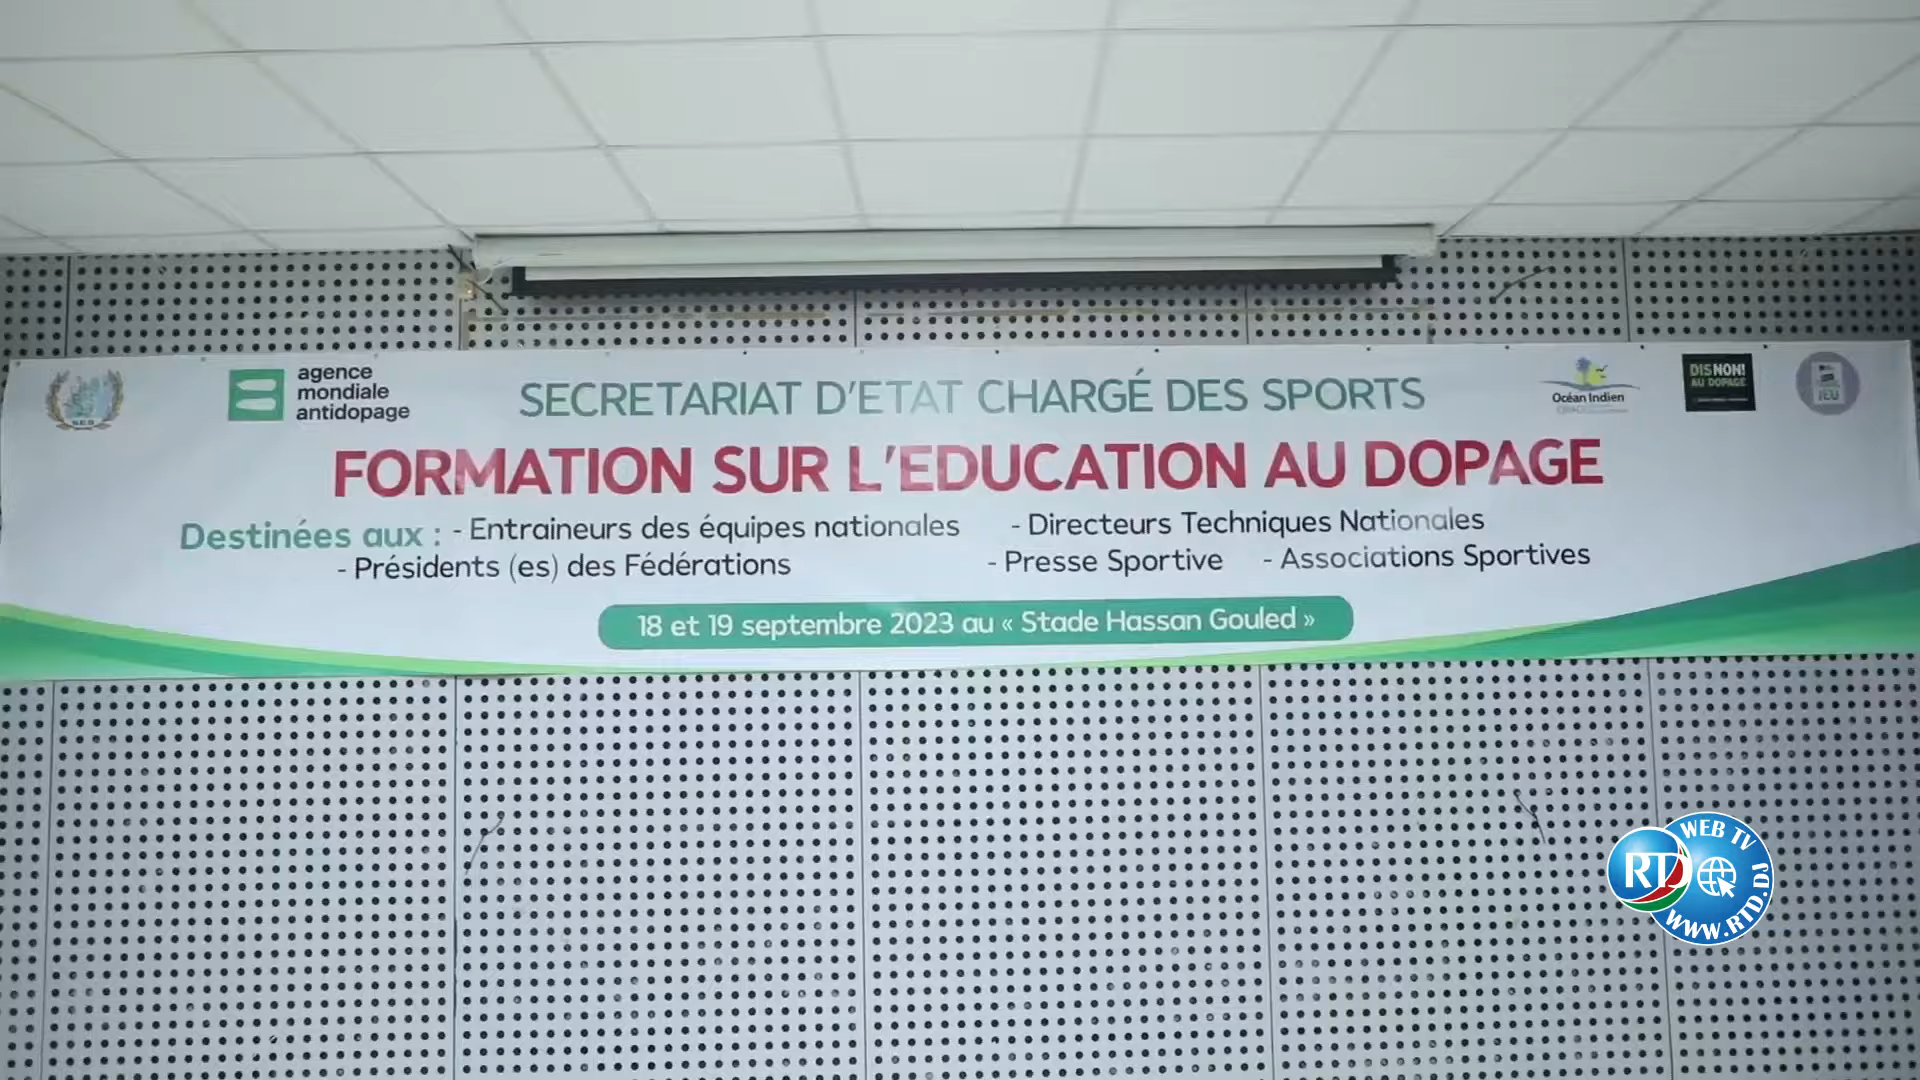 S.E.S
agence
mondiale
antidopage
SECRETARIAT D'ETAT CHARGÉ DES SPORTS
Océan Indien
DIS NON!
AU DOPAGE
JEU
FORMATION SUR L'EDUCATION AU DOPAGE
Destinées aux : - Entraineurs des équipes nationales - Directeurs Techniques Nationales
- Présidents (es) des Fédérations - Presse Sportive - Associations Sportives
18 et 19 septembre 2023 au « Stade Hassan Gouled »
WEB TV
RTD
WWW.RTD.DJ